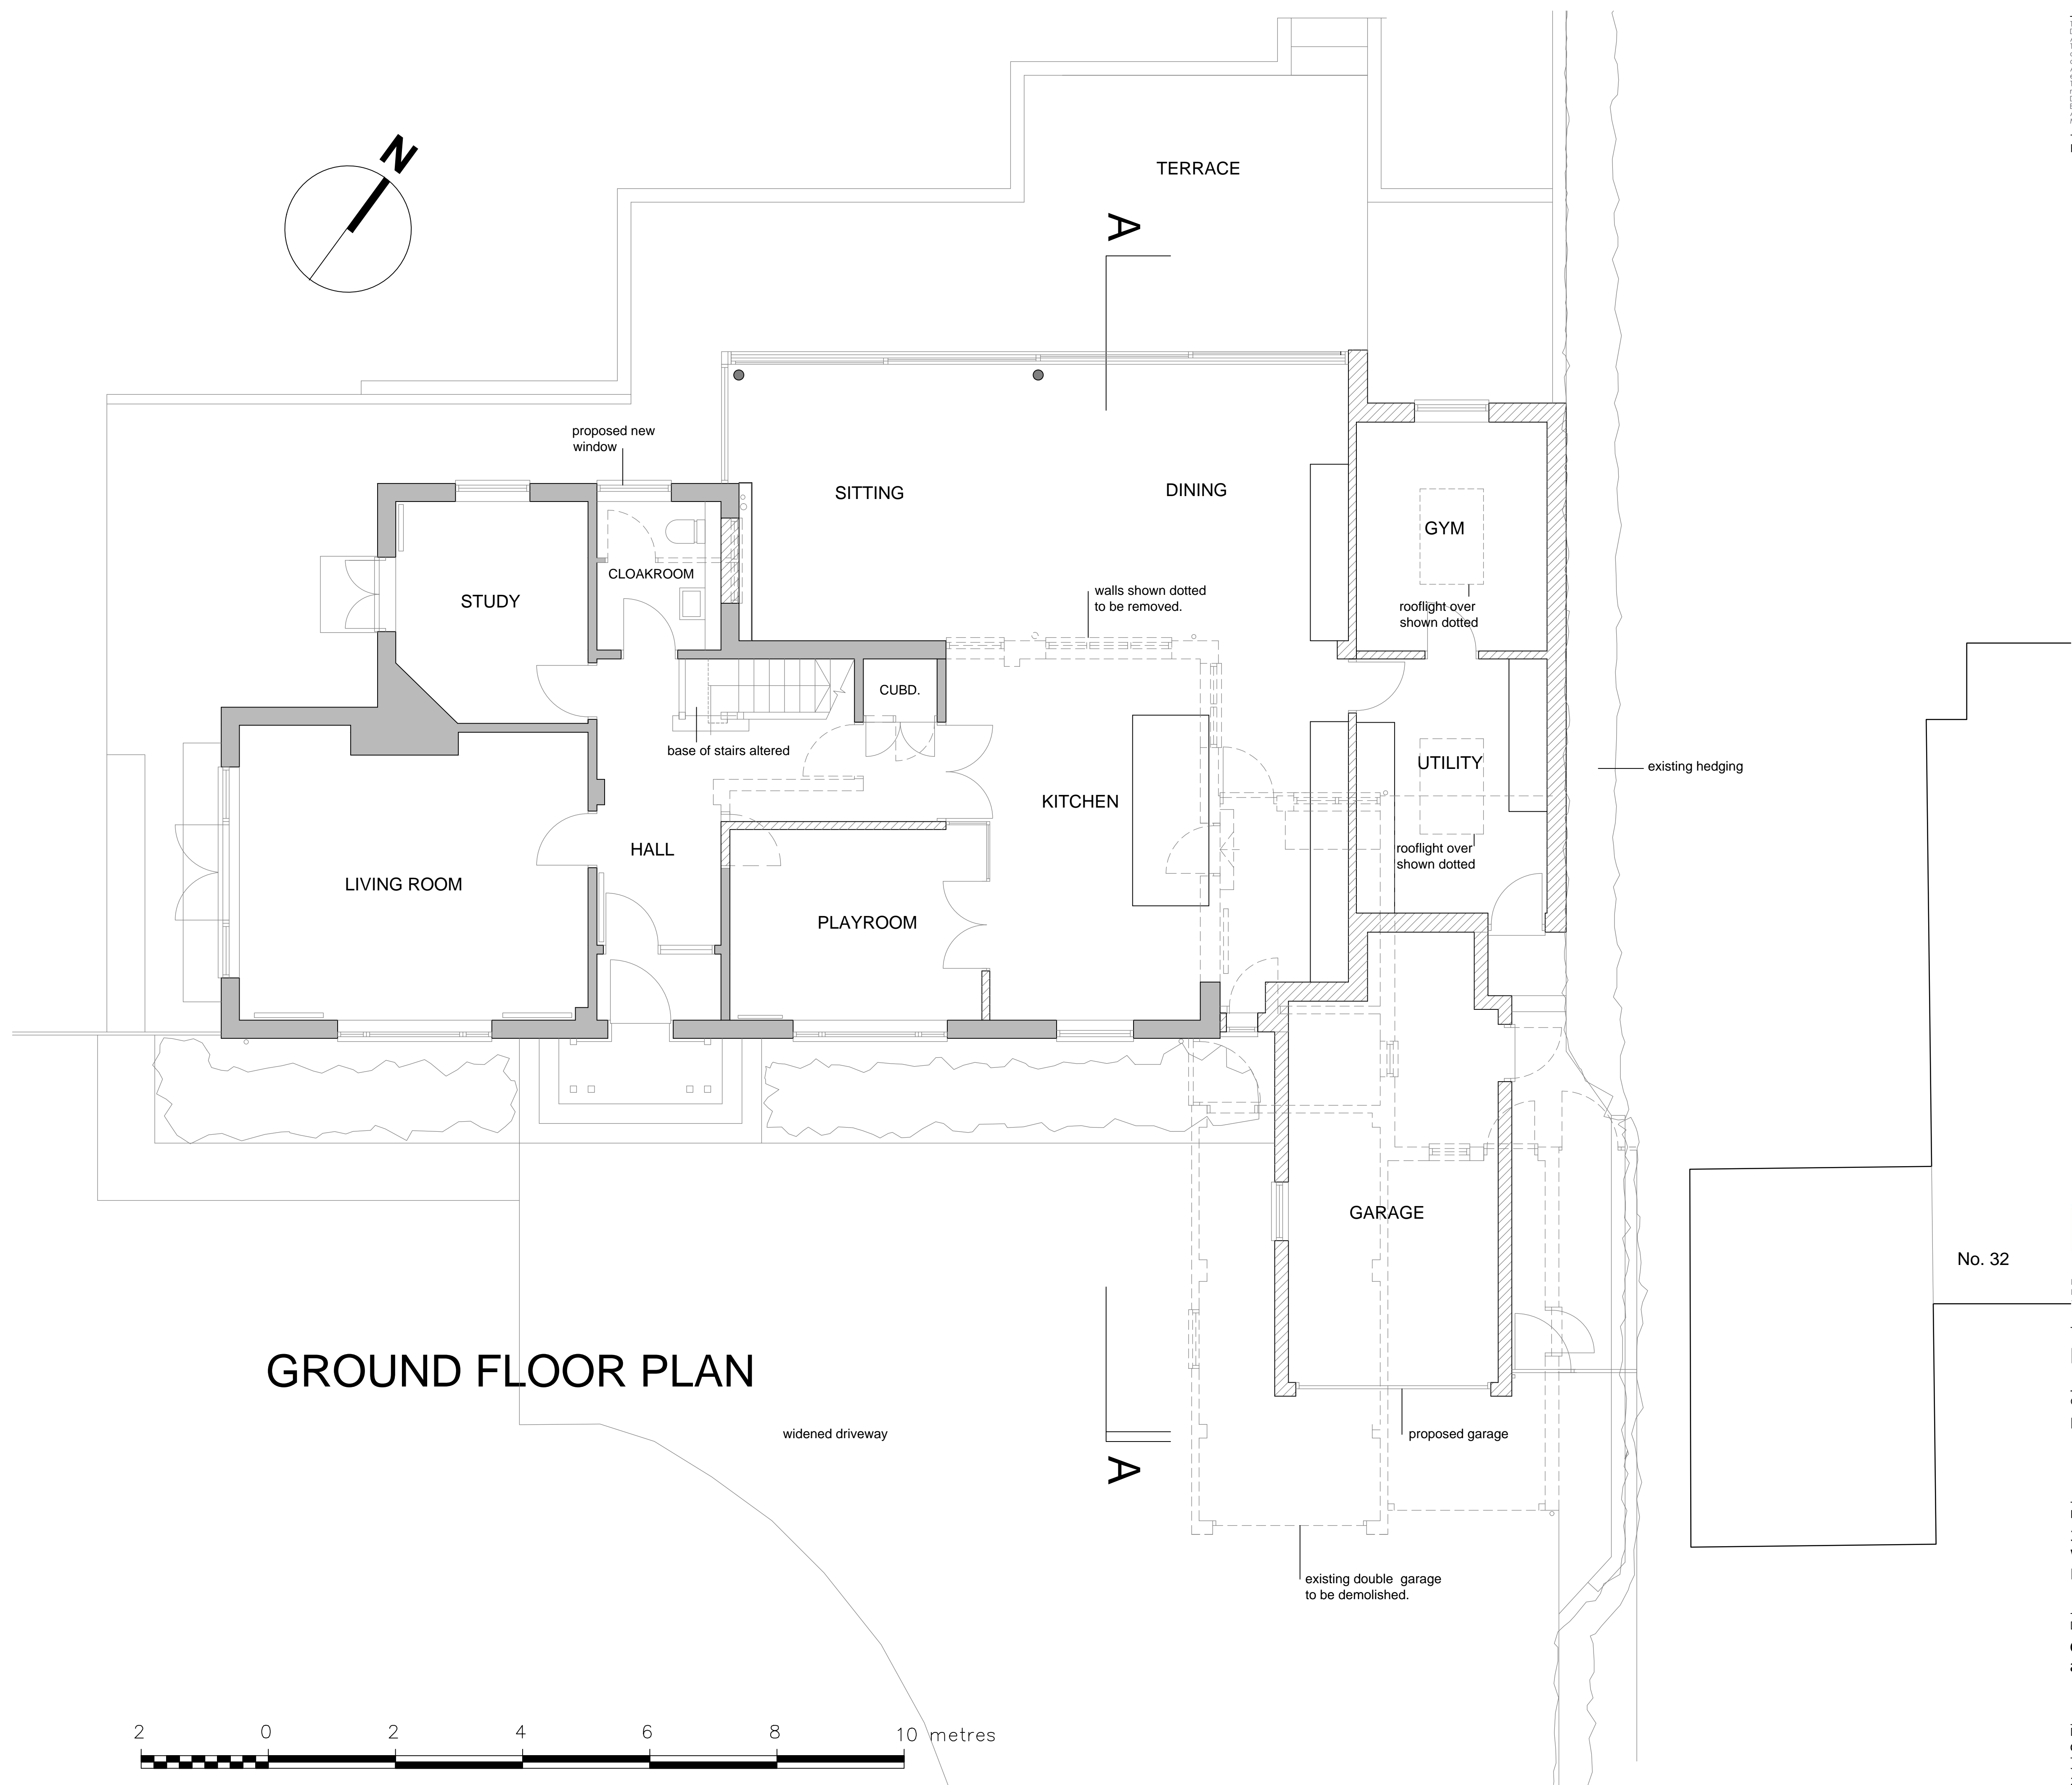 N
TERRACE
A
proposed new
window
SITTING
DINING
GYM
CLOAKROOM
STUDY
walls shown dotted
to be removed.
rooflight over
shown dotted
CUBD.
base of stairs altered
KITCHEN
UTILITY
existing hedging
HALL
rooflight over
shown dotted
LIVING ROOM
PLAYROOM
GARAGE
No. 32
GROUND FLOOR PLAN
widened driveway
A
proposed garage
existing double garage
to be demolished.
2 0 2 4 6 8 10 metres